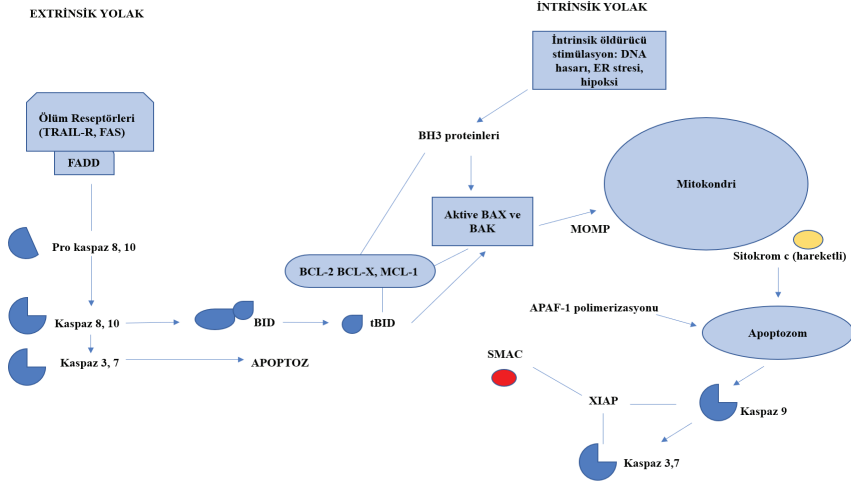 EXTRİNSİK YOLAK
İNTRİNSİK YOLAK
İntrinsik öldürücü
stimülasyon: DNA
hasarı, ER stresi,
hipoksi
Ölüm Reseptörleri
(TRAIL-R, FAS)
FADD
BH3 proteinleri
Mitokondri
Aktive BAX ve
BAK
MOMP
Pro kaspaz 8, 10
Sitokrom c (hareketli)
BCL-2 BCL-X, MCL-1
APAF-1 polimerizasyonu
Kaspaz 8, 10
BID
tBID
Apoptozom
Kaspaz 3, 7
APOPTOZ
SMAC
XIAP
Kaspaz 9
Kaspaz 3,7